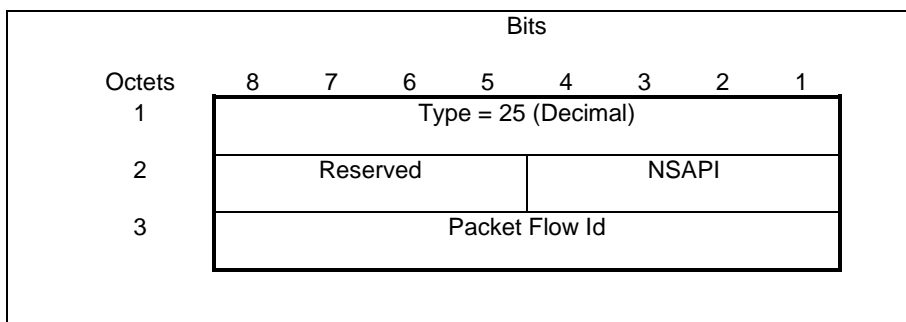 Bits
Octets 8 7 6 5 4 3 2 1
1 Type = 25 (Decimal)
2 Reserved NSAPI
3 Packet Flow Id